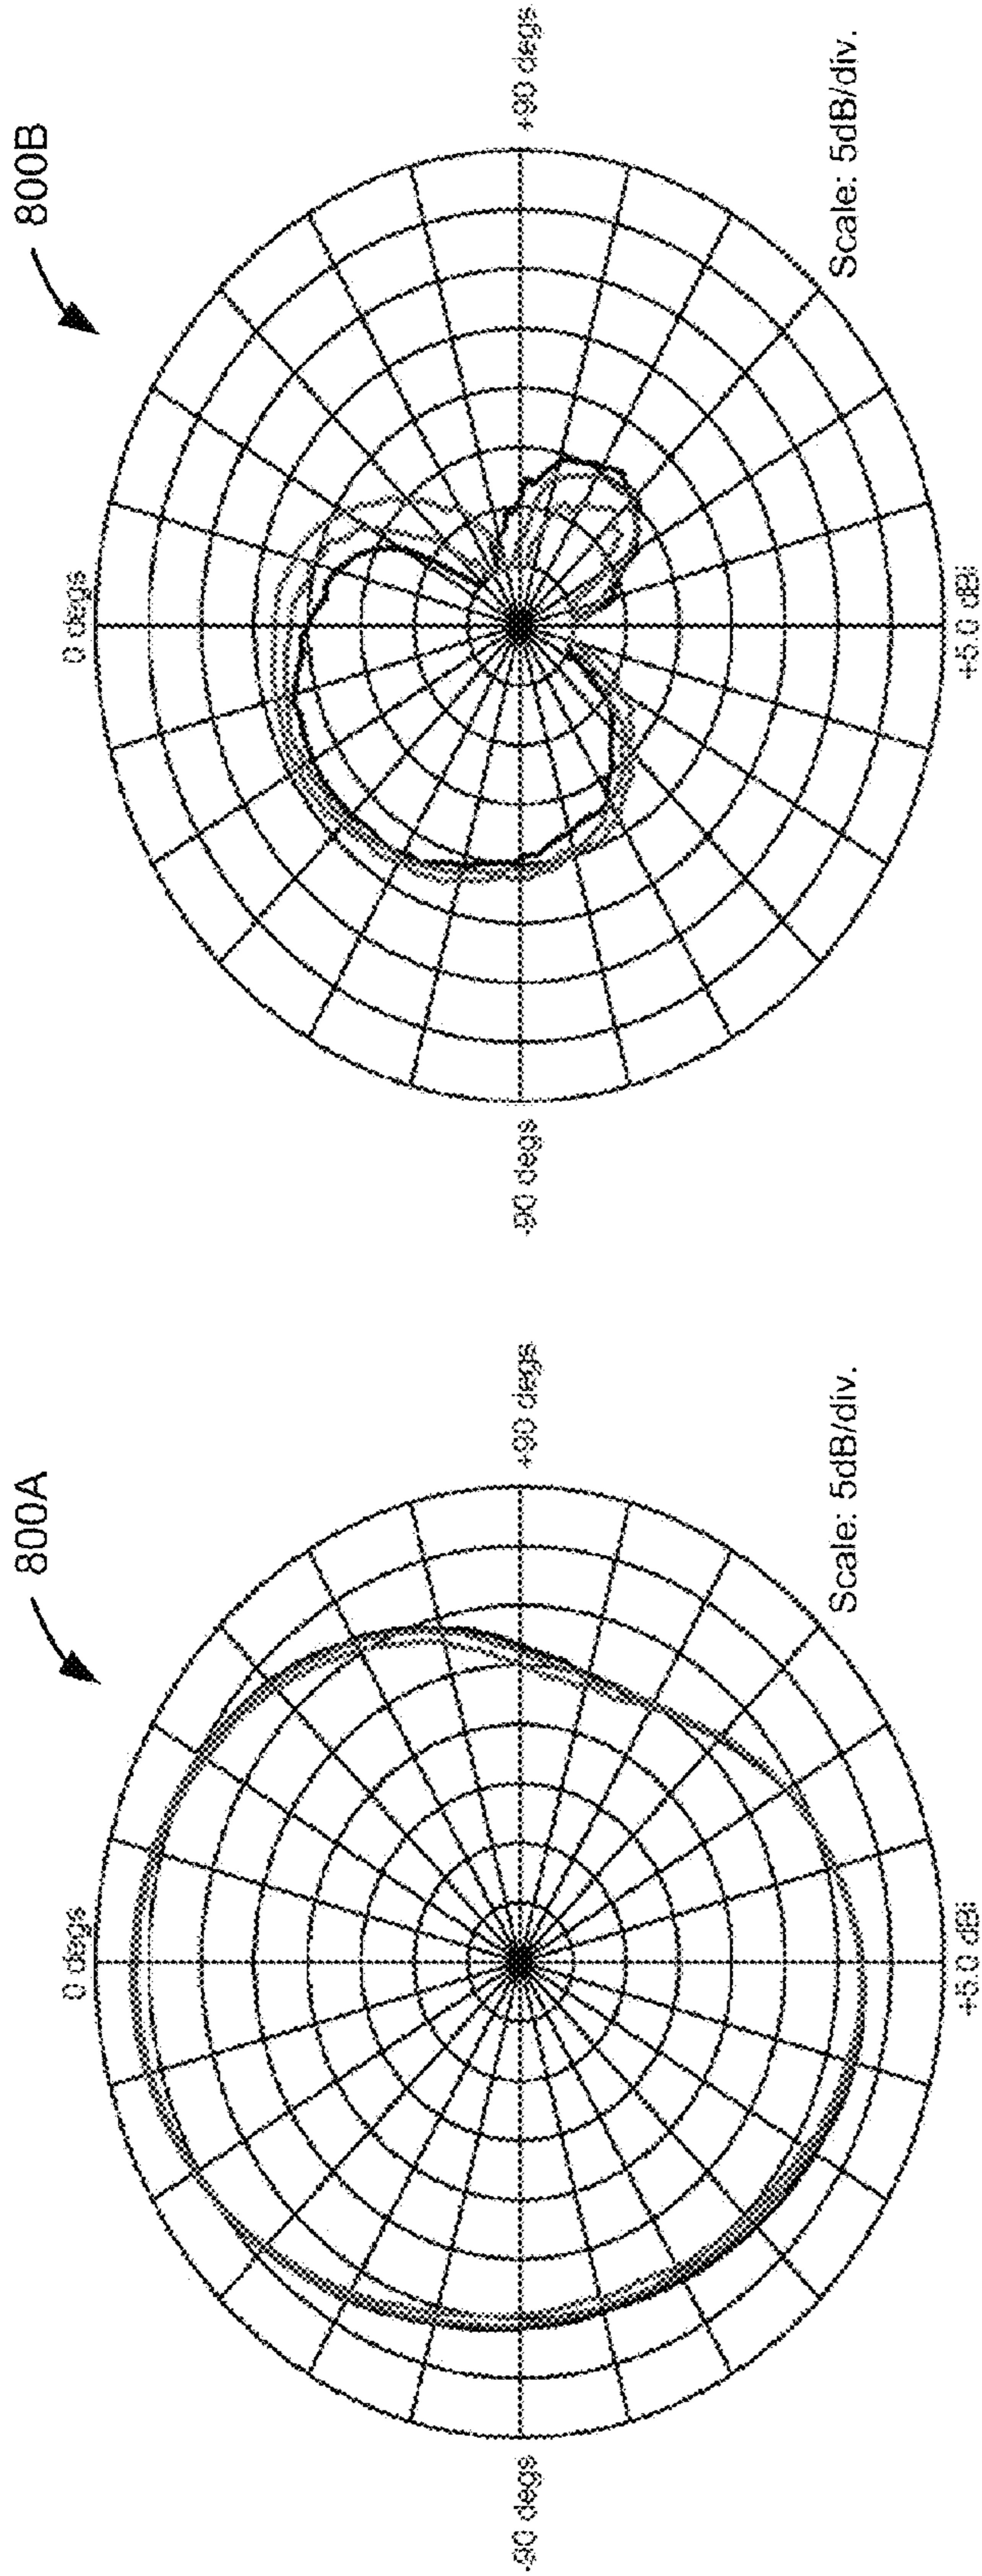 800A
0 degs
-90 degs
+90 degs
Scale: 5dB/div.
+5.0 dBi
800B
0 degs
-90 degs
+90 degs
Scale: 5dB/div.
+5.0 dBi